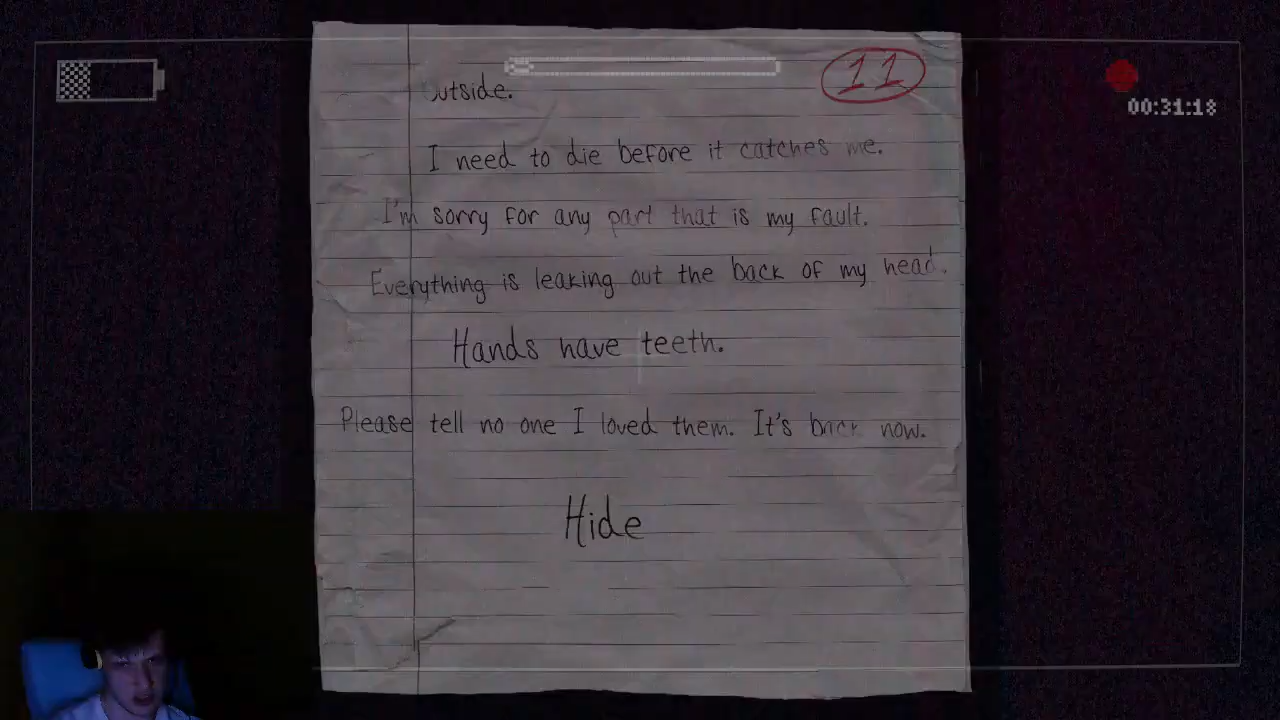 11
utside.
00:31:18
I need to die before it catches me.
I'm sorry for any part that is my fault.
Everything is leaking out the back of my head.
Hands have teeth.
Please tell no one I loved them. It's back now.
Hide